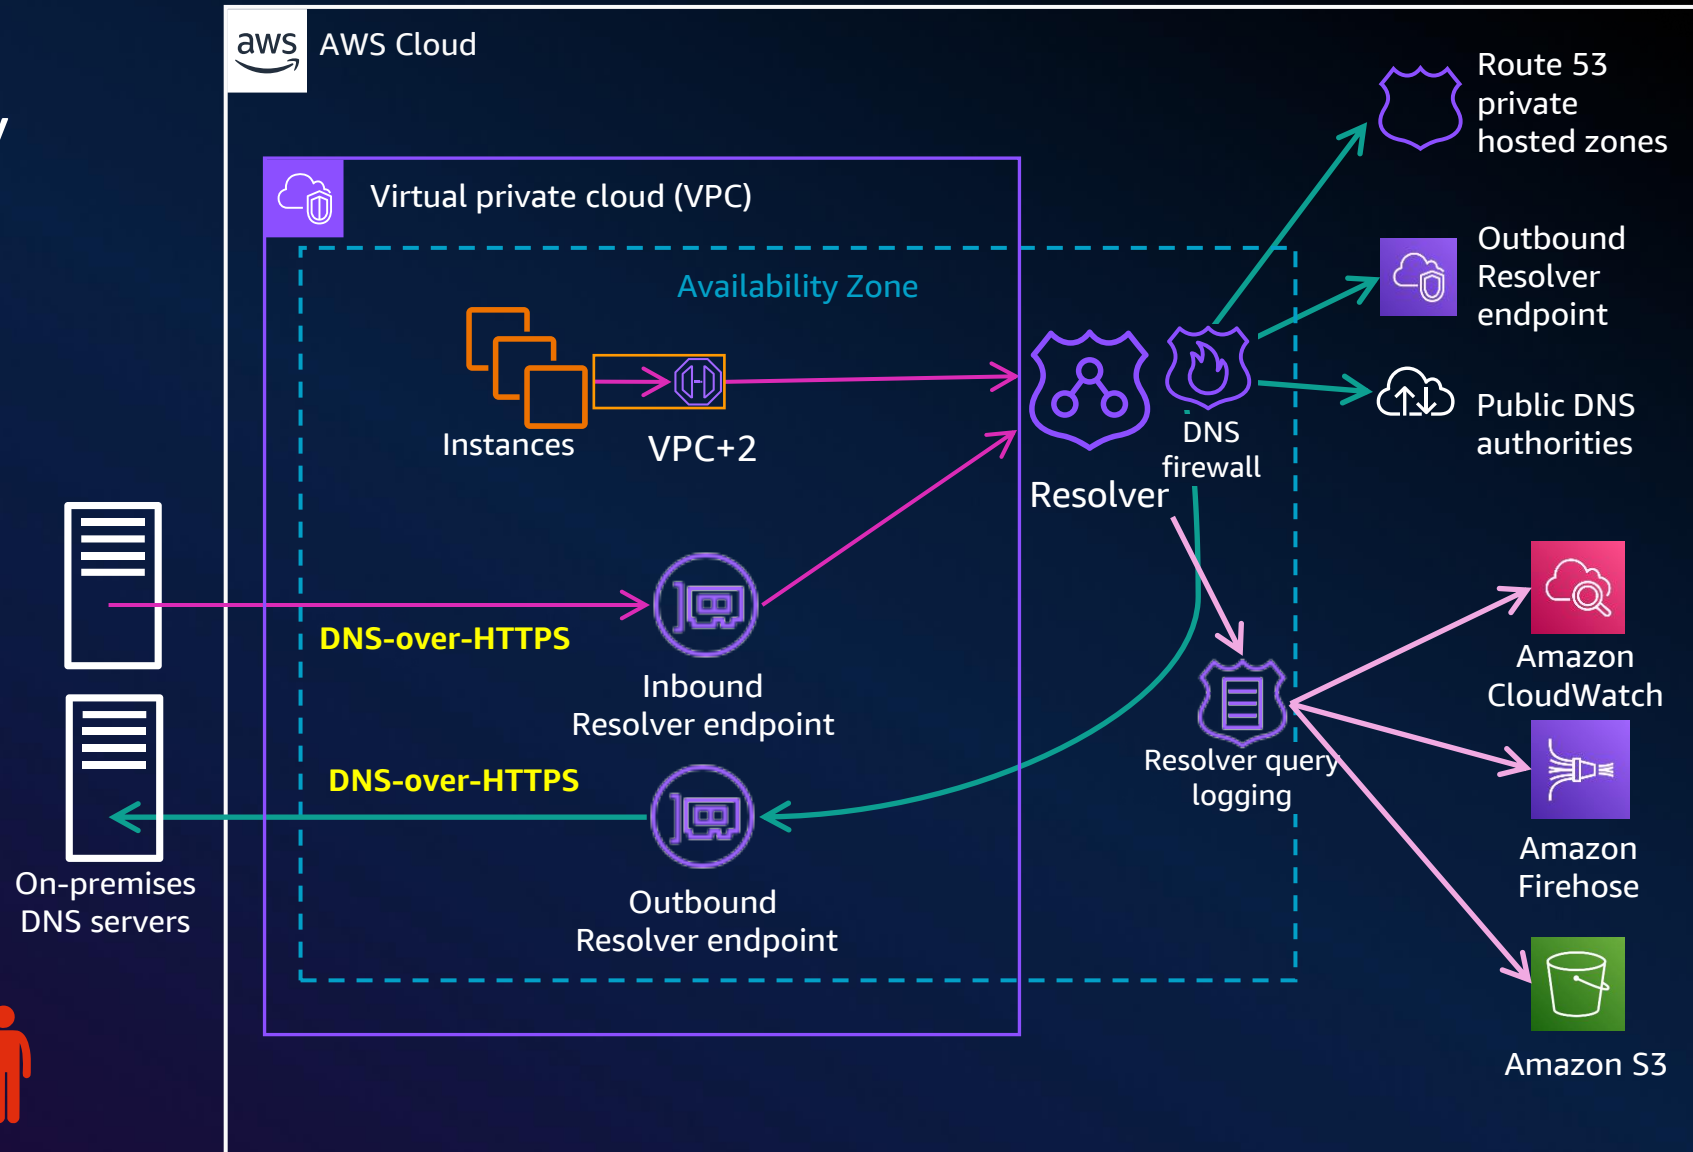 aws
AWS Cloud
Route 53
private
hosted zones
Virtual private cloud (VPC)
Availability Zone
Outbound
Resolver
endpoint
Instances
VPC+2
DNS
firewall
Public DNS
authorities
Resolver
DNS-over-HTTPS
Inbound
Resolver endpoint
Amazon
CloudWatch
Resolver query
logging
DNS-over-HTTPS
Amazon
Firehose
On-premises
DNS servers
Outbound
Resolver endpoint
Amazon S3